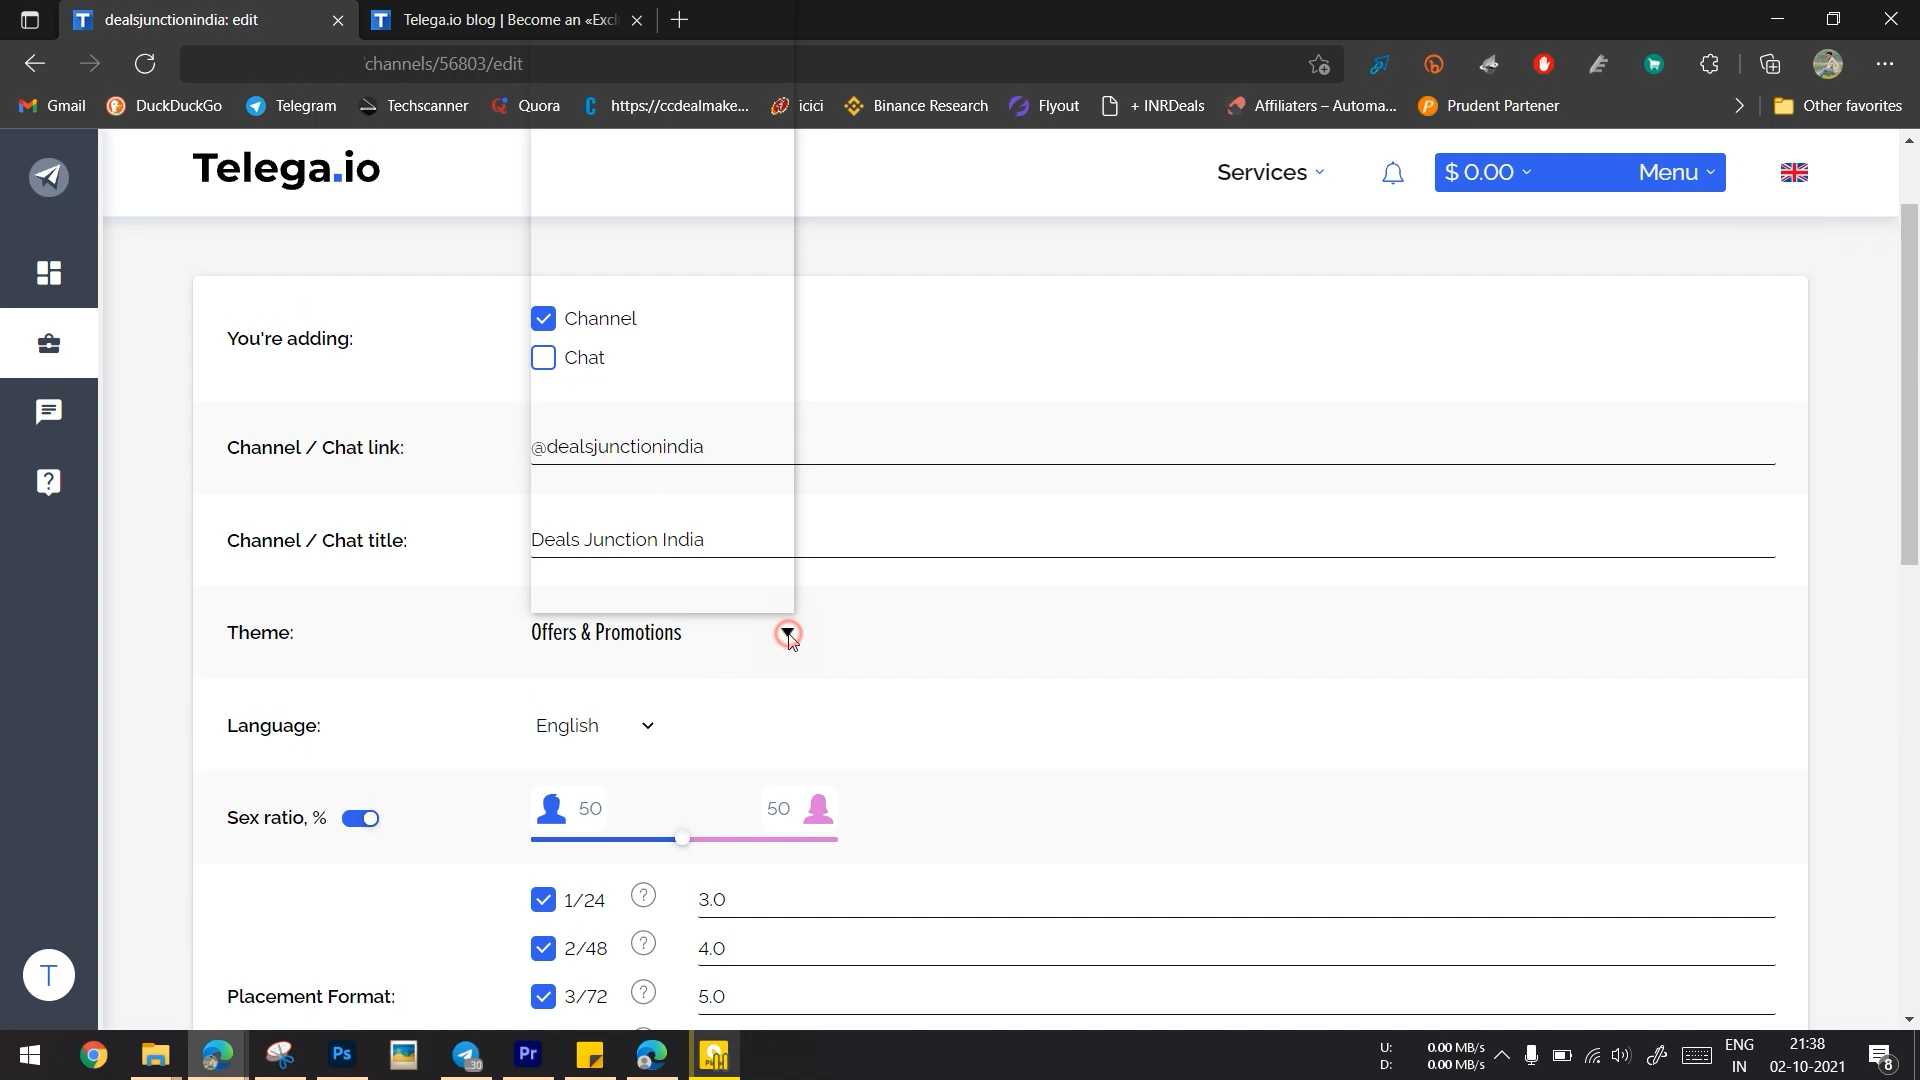 dealsjunctionindia: edit
Telega.io blog | Become an «Excl
channels/56803/edit
Gmail
DuckDuckGo
Telegram
Techscanner
Quora
https://ccdealmake...
icici
Binance Research
Flyout
+ INRDeals
Affiliaters – Automa...
Prudent Partener
Other favorites
Telega.io
Services
$ 0.00
Menu
You're adding:
Channel
Chat
Channel / Chat link:
@dealsjunctionindia
Channel / Chat title:
Deals Junction India
Theme:
Offers & Promotions
Language:
English
Sex ratio, %
50
50
1/24
3.0
2/48
4.0
Placement Format:
3/72
5.0
T
Ps
30
Pr
U: 0.00 MB/s
D: 0.00 MB/s
ENG
IN
21:38
02-10-2021
8